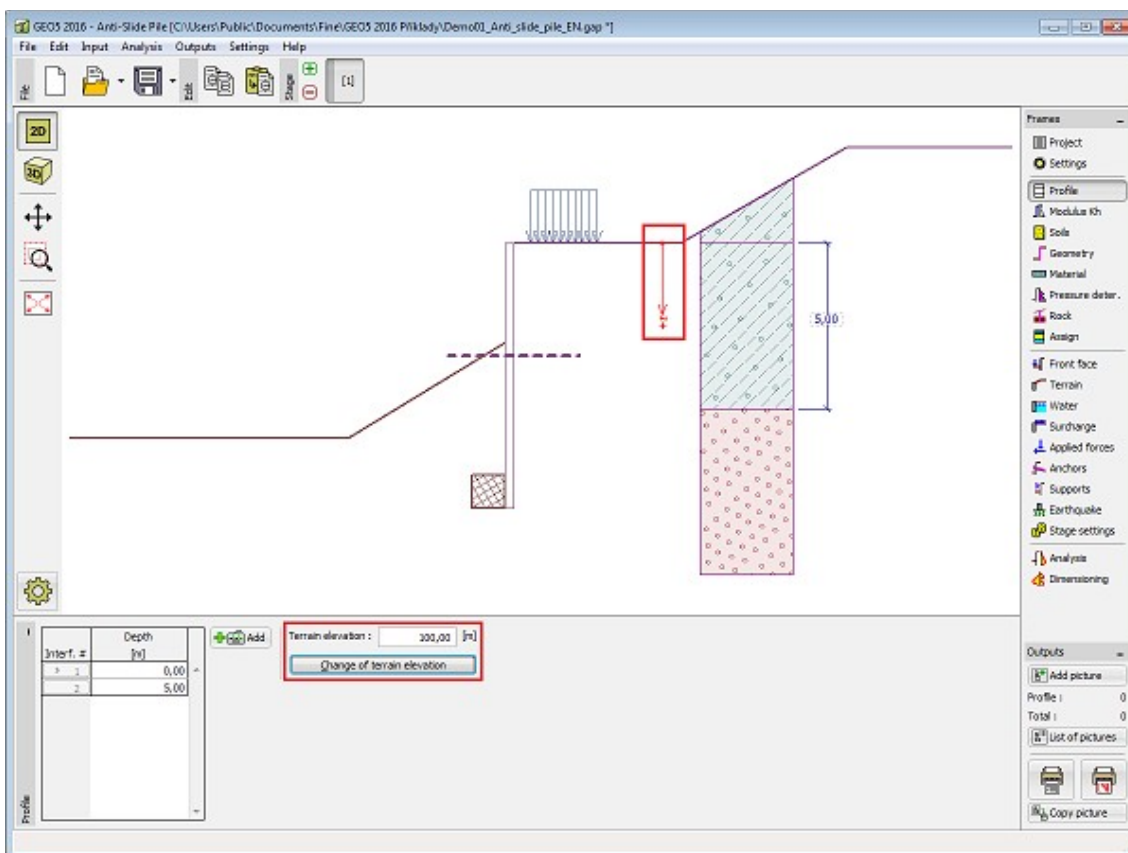 GEO5 2016 - Anti-Slide Pile [C:\Users\Public\Documents\Fine\GEO5 2016 Příklady\Demo01_Anti_slide_pile_EN.gap *]
File Edit Input Analysis Outputs Settings Help
File
Edit
Stage
[1]
2D
3D
+z
5,00
Frames
Project
Settings
Profile
Modulus Kh
Soils
Geometry
Material
Pressure deter.
Rock
Assign
Front face
Terrain
Water
Surcharge
Applied forces
Anchors
Supports
Earthquake
Stage settings
Analysis
Dimensioning
Outputs
Add picture
Profile : 0
Total : 0
List of pictures
Copy picture
Profile
Interf. # Depth
[m]
1 0,00
2 5,00
Add
Terrain elevation : 300,00 [m]
Change of terrain elevation